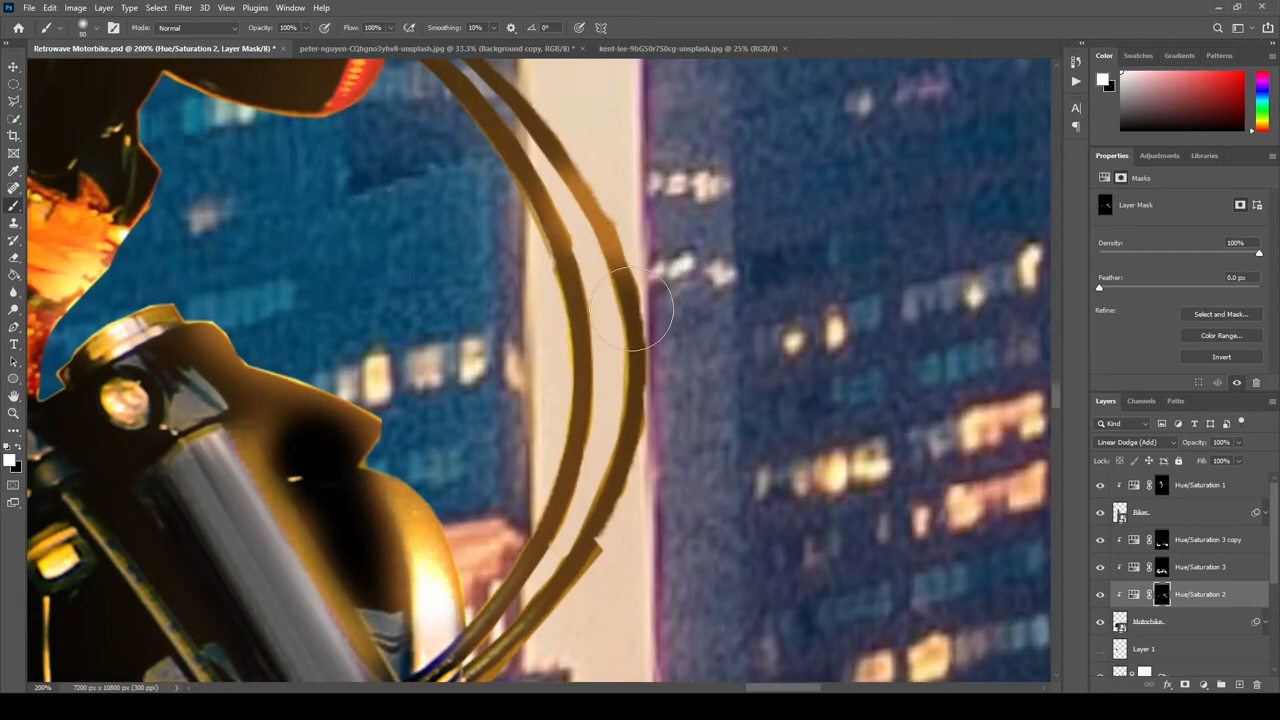 File Edit Image Layer Type Select Filter 3D View Plugins Window Help
Mode: Normal Opacity: 100% Flow: 100% Smoothing: 10% 0°
Retrowave Motorbike.psd @ 200% (Hue/Saturation 2, Layer Mask/8) * × peter-nguyen-CQhgno3ytv8-unsplash.jpg @ 33.3% (Background copy, RGB/8) * × kent-lee-9bG50r7S0cg-unsplash.jpg @ 25% (RGB/8) ×
Color Swatches Gradients Patterns
Properties Adjustments Libraries
Masks
Layer Mask
Density: 100%
Feather: 0.0 px
Refine: Select and Mask...
Color Range...
Invert
Layers Channels Paths
Kind
Linear Dodge (Add) Opacity: 100%
Lock: Fill: 100%
Hue/Saturation 1
Biker
Hue/Saturation 3 copy
Hue/Saturation 3
Hue/Saturation 2
Motorbike
Layer 1
200% 7200 px x 10800 px (300 ppi)